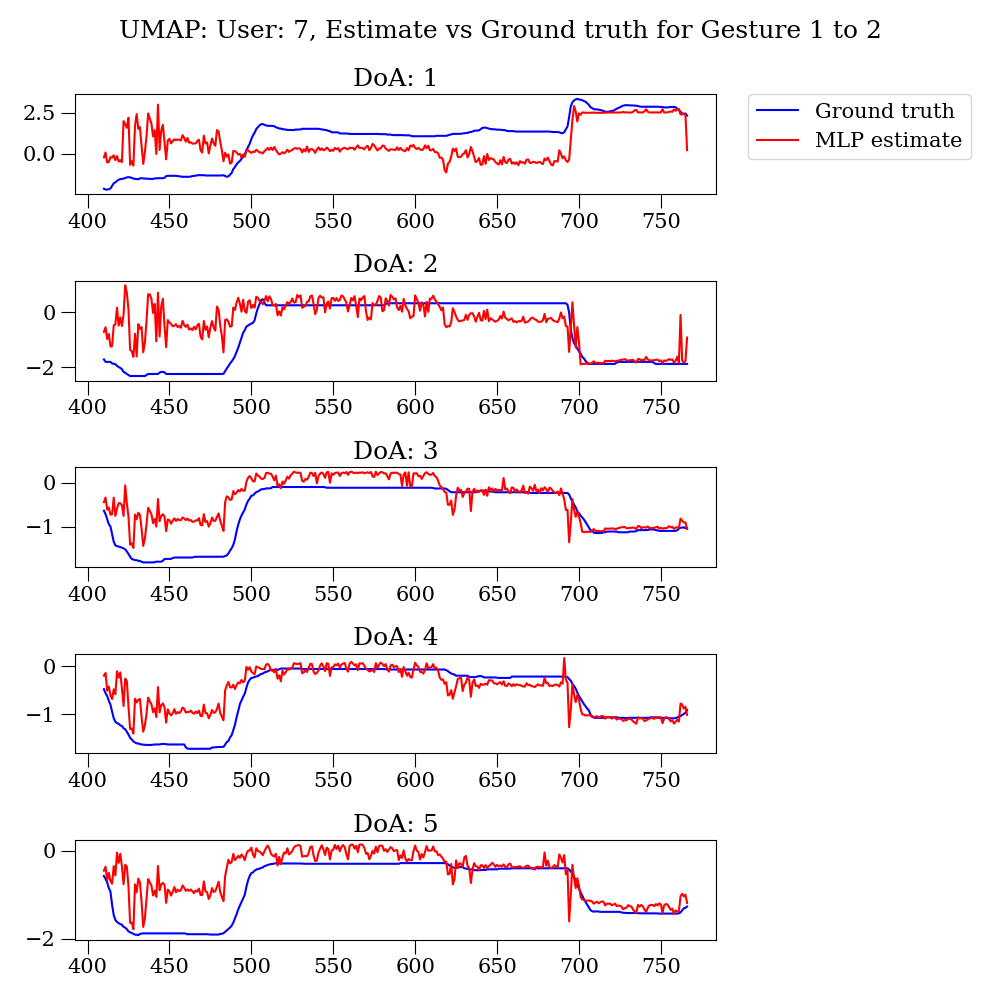 UMAP: User: 7, Estimate vs Ground truth for Gesture 1 to 2
DoA: 1
2.5
0.0
400 450 500 550 600 650 700 750
Ground truth
MLP estimate
DoA: 2
0
−2
400 450 500 550 600 650 700 750
DoA: 3
0
−1
400 450 500 550 600 650 700 750
DoA: 4
0
−1
400 450 500 550 600 650 700 750
DoA: 5
0
−2
400 450 500 550 600 650 700 750